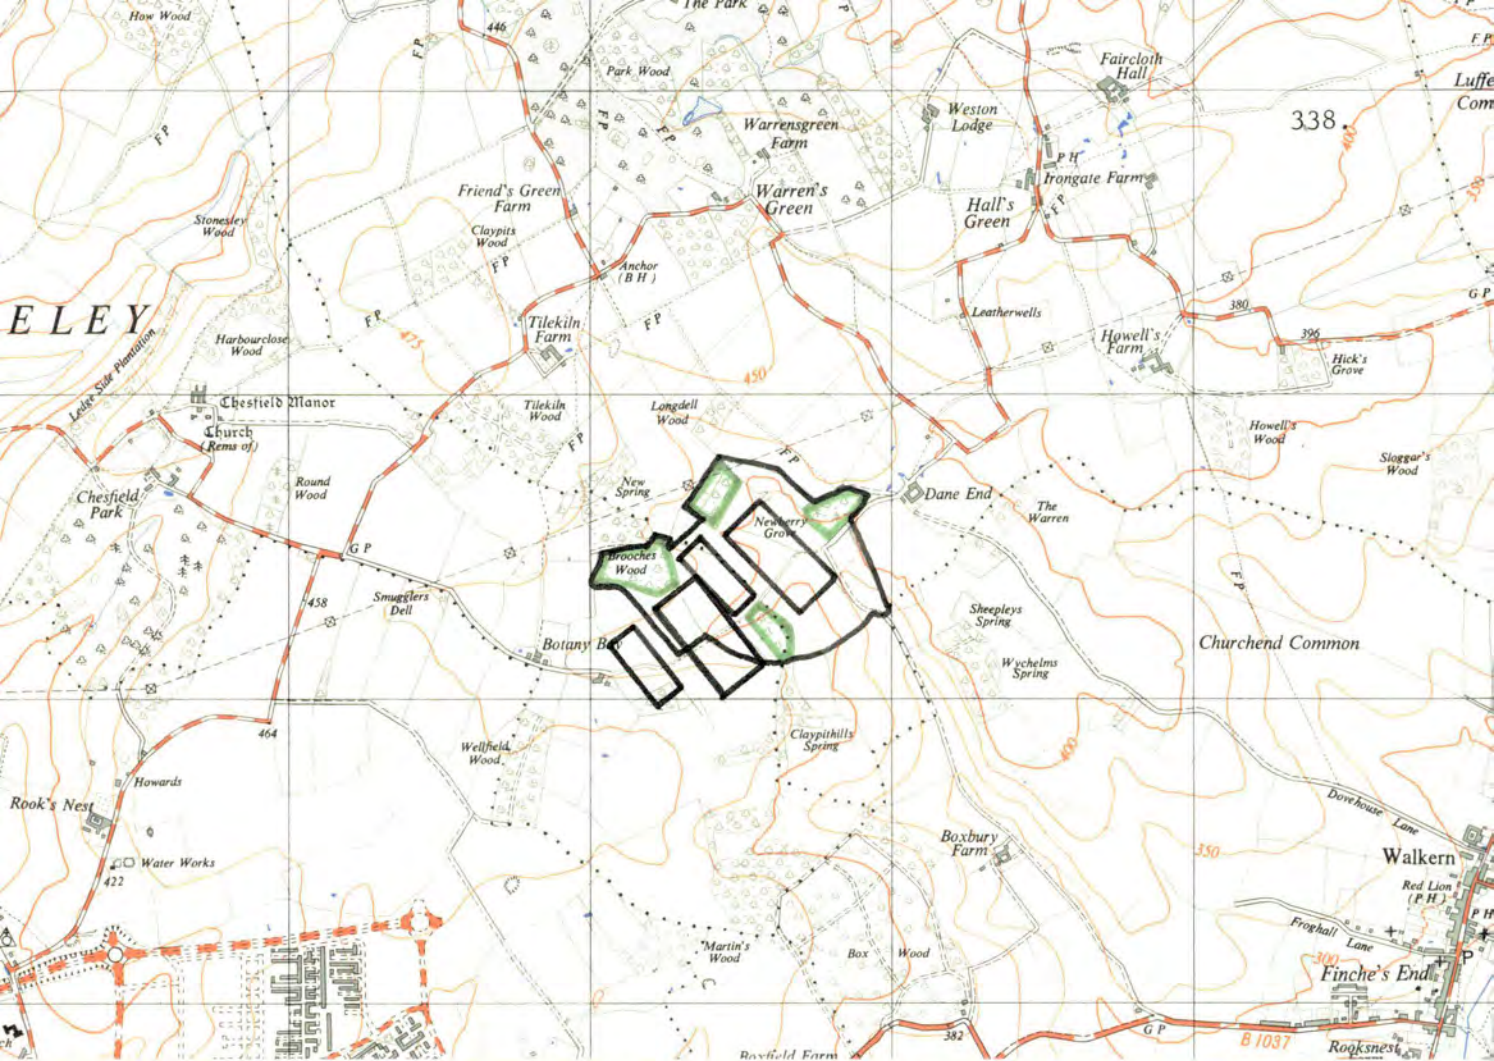 How Wood
446
The Park
F P
F P
F P
Park Wood
Faircloth
Hall
Weston
Lodge
338.
400
F P
F P
F P
Warrensgreen
Farm
P H
Irongate Farm
350
Friend's Green
Farm
Warren's
Green
Hall's
Green
F P
Stonesley
Wood
Claypits
Wood
F P
Anchor
(B H)
G P
ELEY
380
F P
F P
Leatherwells
396
475
Tilekiln
Farm
Howell's
Farm
Harbourclose
Wood
Hick's
Grove
Ledge Side Plantation
450
Chesfield Manor
Church
(Rems of)
Tilekiln
Wood
Longdell
Wood
F P
F P
Howell's
Wood
Sloggar's
Wood
Chesfield
Park
Round
Wood
New
Spring
Dane End
The
Warren
Newberry
Grove
G P
Brooches
Wood
F P
458
Smugglers
Dell
Sheepleys
Spring
Botany Bay
Churchend Common
Wychelms
Spring
464
Wellfield
Wood
Claypithills
Spring
400
Howards
Rook's Nest
Dovehouse Lane
Boxbury
Farm
350
Walkern
Water Works
422
Red Lion
(P H)
P H
Froghall Lane
Martin's
Wood
Box Wood
300
P
Finche's End
382
G P
B 1037
Rooksnest
Boxfield Farm